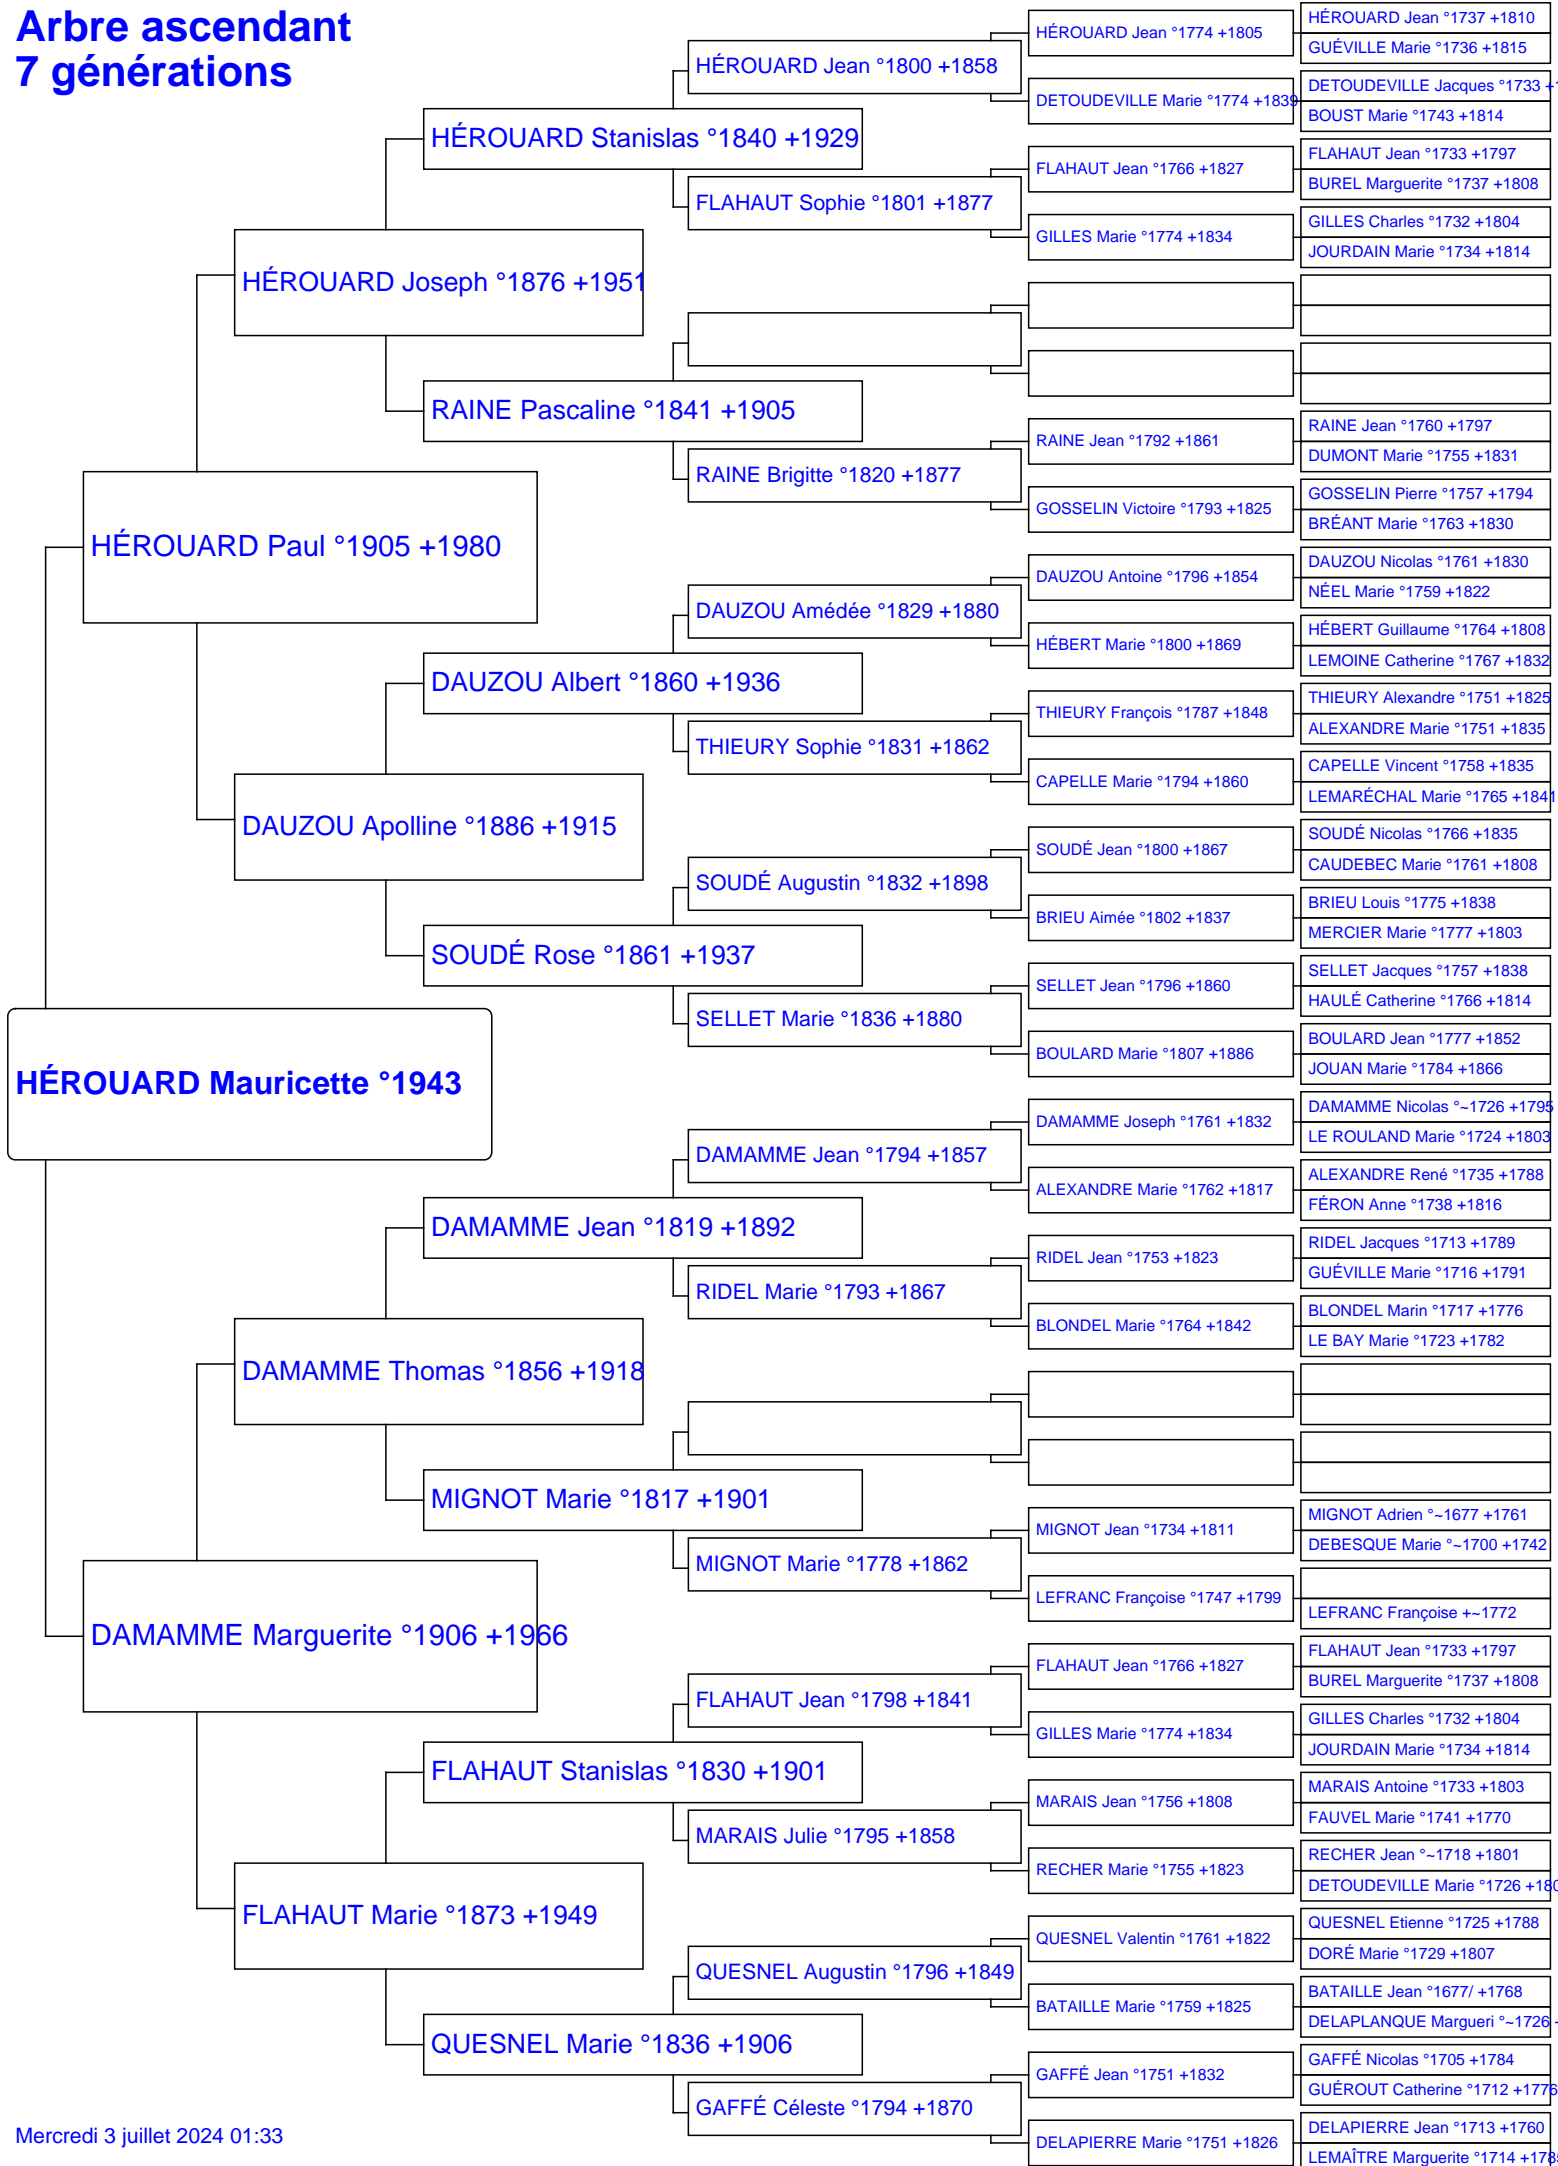 Arbre ascendant
7 générations
HÉROUARD Mauricette °1943
HÉROUARD Paul °1905 +1980
DAMAMME Marguerite °1906 +1966
HÉROUARD Joseph °1876 +1951
DAUZOU Apolline °1886 +1915
DAMAMME Thomas °1856 +1918
FLAHAUT Marie °1873 +1949
HÉROUARD Stanislas °1840 +1929
RAINE Pascaline °1841 +1905
DAUZOU Albert °1860 +1936
SOUDÉ Rose °1861 +1937
DAMAMME Jean °1819 +1892
MIGNOT Marie °1817 +1901
FLAHAUT Stanislas °1830 +1901
QUESNEL Marie °1836 +1906
HÉROUARD Jean °1800 +1858
FLAHAUT Sophie °1801 +1877
RAINE Brigitte °1820 +1877
DAUZOU Amédée °1829 +1880
THIEURY Sophie °1831 +1862
SOUDÉ Augustin °1832 +1898
SELLET Marie °1836 +1880
DAMAMME Jean °1794 +1857
RIDEL Marie °1793 +1867
MIGNOT Marie °1778 +1862
FLAHAUT Jean °1798 +1841
MARAIS Julie °1795 +1858
QUESNEL Augustin °1796 +1849
GAFFÉ Céleste °1794 +1870
HÉROUARD Jean °1774 +1805
DETOUDEVILLE Marie °1774 +1839
FLAHAUT Jean °1766 +1827
GILLES Marie °1774 +1834
RAINE Jean °1792 +1861
GOSSELIN Victoire °1793 +1825
DAUZOU Antoine °1796 +1854
HÉBERT Marie °1800 +1869
THIEURY François °1787 +1848
CAPELLE Marie °1794 +1860
SOUDÉ Jean °1800 +1867
BRIEU Aimée °1802 +1837
SELLET Jean °1796 +1860
BOULARD Marie °1807 +1886
DAMAMME Joseph °1761 +1832
ALEXANDRE Marie °1762 +1817
RIDEL Jean °1753 +1823
BLONDEL Marie °1764 +1842
MIGNOT Jean °1734 +1811
LEFRANC Françoise °1747 +1799
FLAHAUT Jean °1766 +1827
GILLES Marie °1774 +1834
MARAIS Jean °1756 +1808
RECHER Marie °1755 +1823
QUESNEL Valentin °1761 +1822
BATAILLE Marie °1759 +1825
GAFFÉ Jean °1751 +1832
DELAPIERRE Marie °1751 +1826
HÉROUARD Jean °1737 +1810
GUÉVILLE Marie °1736 +1815
DETOUDEVILLE Jacques °1733
BOUST Marie °1743 +1814
FLAHAUT Jean °1733 +1797
BUREL Marguerite °1737 +1808
GILLES Charles °1732 +1804
JOURDAIN Marie °1734 +1814
RAINE Jean °1760 +1797
DUMONT Marie °1755 +1831
GOSSELIN Pierre °1757 +1794
BRÉANT Marie °1763 +1830
DAUZOU Nicolas °1761 +1830
NÉEL Marie °1759 +1822
HÉBERT Guillaume °1764 +1808
LEMOINE Catherine °1767 +1832
THIEURY Alexandre °1751 +1825
ALEXANDRE Marie °1751 +1835
CAPELLE Vincent °1758 +1835
LEMARÉCHAL Marie °1765 +1841
SOUDÉ Nicolas °1766 +1835
CAUDEBEC Marie °1761 +1808
BRIEU Louis °1775 +1838
MERCIER Marie °1777 +1803
SELLET Jacques °1757 +1838
HAULÉ Catherine °1766 +1814
BOULARD Jean °1777 +1852
JOUAN Marie °1784 +1866
DAMAMME Nicolas °~1726 +1795
LE ROULAND Marie °1724 +1803
ALEXANDRE René °1735 +1788
FÉRON Anne °1738 +1816
RIDEL Jacques °1713 +1789
GUÉVILLE Marie °1716 +1791
BLONDEL Marin °1717 +1776
LE BAY Marie °1723 +1782
MIGNOT Adrien °~1677 +1761
DEBESQUE Marie °~1700 +1742
LEFRANC Françoise +~1772
FLAHAUT Jean °1733 +1797
BUREL Marguerite °1737 +1808
GILLES Charles °1732 +1804
JOURDAIN Marie °1734 +1814
MARAIS Antoine °1733 +1803
FAUVEL Marie °1741 +1770
RECHER Jean °~1718 +1801
DETOUDEVILLE Marie °1726
QUESNEL Etienne °1725 +1788
DORÉ Marie °1729 +1807
BATAILLE Jean °1677/ +1768
DELAPLANQUE Margueri °~1726
GAFFÉ Nicolas °1705 +1784
GUÉROUT Catherine °1712 +1776
DELAPIERRE Jean °1713 +1760
LEMAÎTRE Marguerite °1714 +1785
Mercredi 3 juillet 2024 01:33